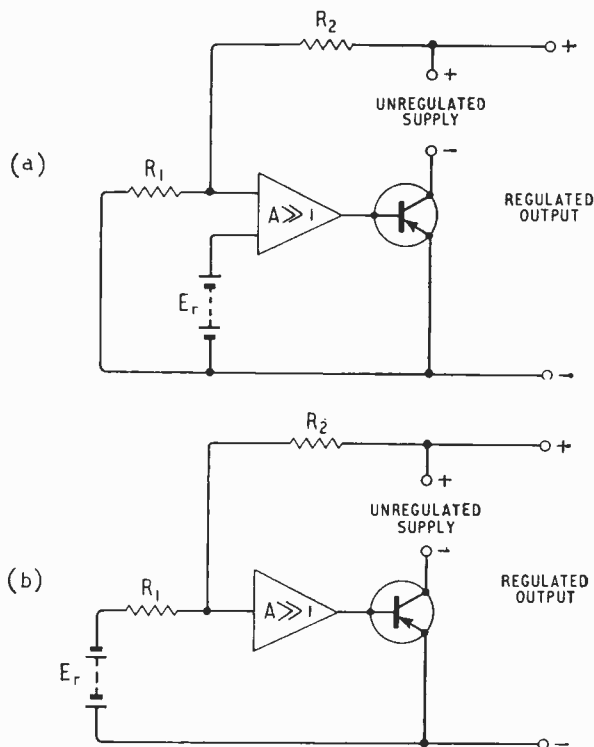 R2
+
+
UNREGULATED
SUPPLY
−
(a)
R1
A≫1
REGULATED
OUTPUT
Er
−
R2
+
+
UNREGULATED
SUPPLY
−
(b)
R1
A≫1
REGULATED
OUTPUT
Er
−